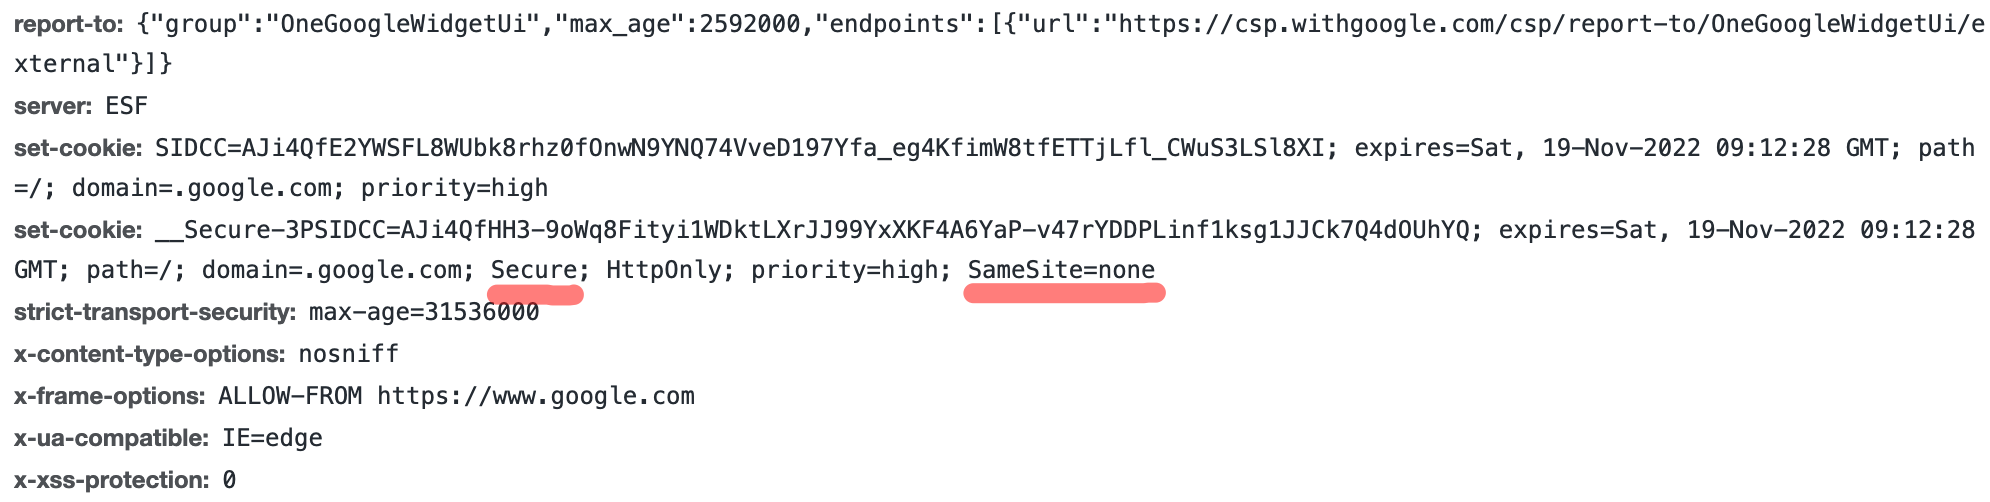 report-to: {"group":"OneGoogleWidgetUi","max_age":2592000,"endpoints":[{"url":"https://csp.withgoogle.com/csp/report-to/OneGoogleWidgetUi/e
xternal"}]}
server: ESF
set-cookie: SIDCC=AJi4QfE2YWSFL8WUbk8rhz0fOnwN9YNQ74VveD197Yfa_eg4KfimW8tfETTjLfl_CWuS3LSl8XI; expires=Sat, 19-Nov-2022 09:12:28 GMT; path
=/; domain=.google.com; priority=high
set-cookie: __Secure-3PSIDCC=AJi4QfHH3-9oWq8Fityi1WDktLXrJJ99YxXKF4A6YaP-v47rYDDPLinf1ksg1JJCk7Q4dOUhYQ; expires=Sat, 19-Nov-2022 09:12:28
GMT; path=/; domain=.google.com; Secure; HttpOnly; priority=high; SameSite=none
strict-transport-security: max-age=31536000
x-content-type-options: nosniff
x-frame-options: ALLOW-FROM https://www.google.com
x-ua-compatible: IE=edge
x-xss-protection: 0